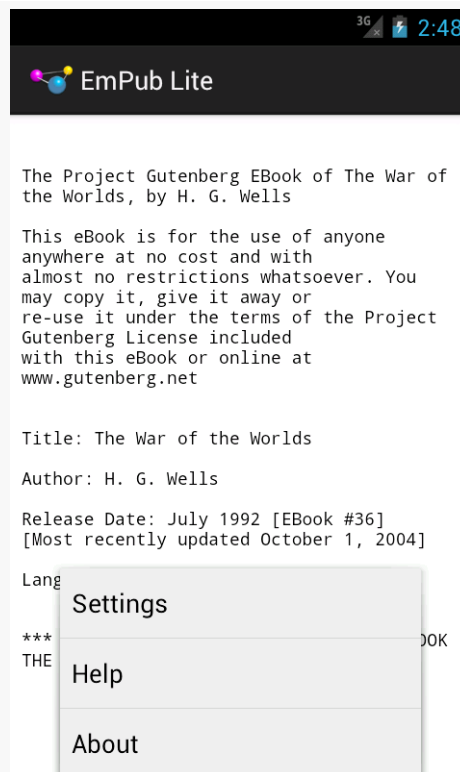 3G 2:48
EmPub Lite
The Project Gutenberg EBook of The War of
the Worlds, by H. G. Wells
This eBook is for the use of anyone
anywhere at no cost and with
almost no restrictions whatsoever. You
may copy it, give it away or
re-use it under the terms of the Project
Gutenberg License included
with this eBook or online at
www.gutenberg.net
Title: The War of the Worlds
Author: H. G. Wells
Release Date: July 1992 [EBook #36]
[Most recently updated October 1, 2004]
Lang
Settings
*** OOK
THE
Help
About